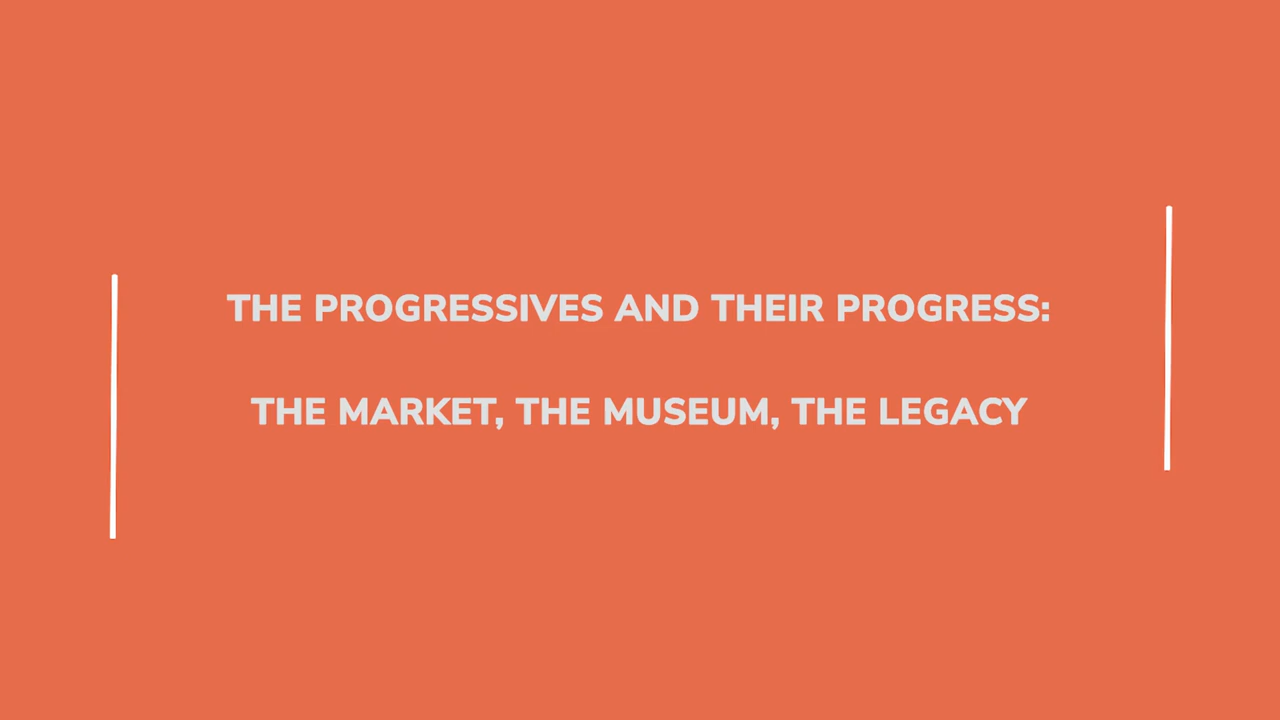 THE PROGRESSIVES AND THEIR PROGRESS:
THE MARKET, THE MUSEUM, THE LEGACY